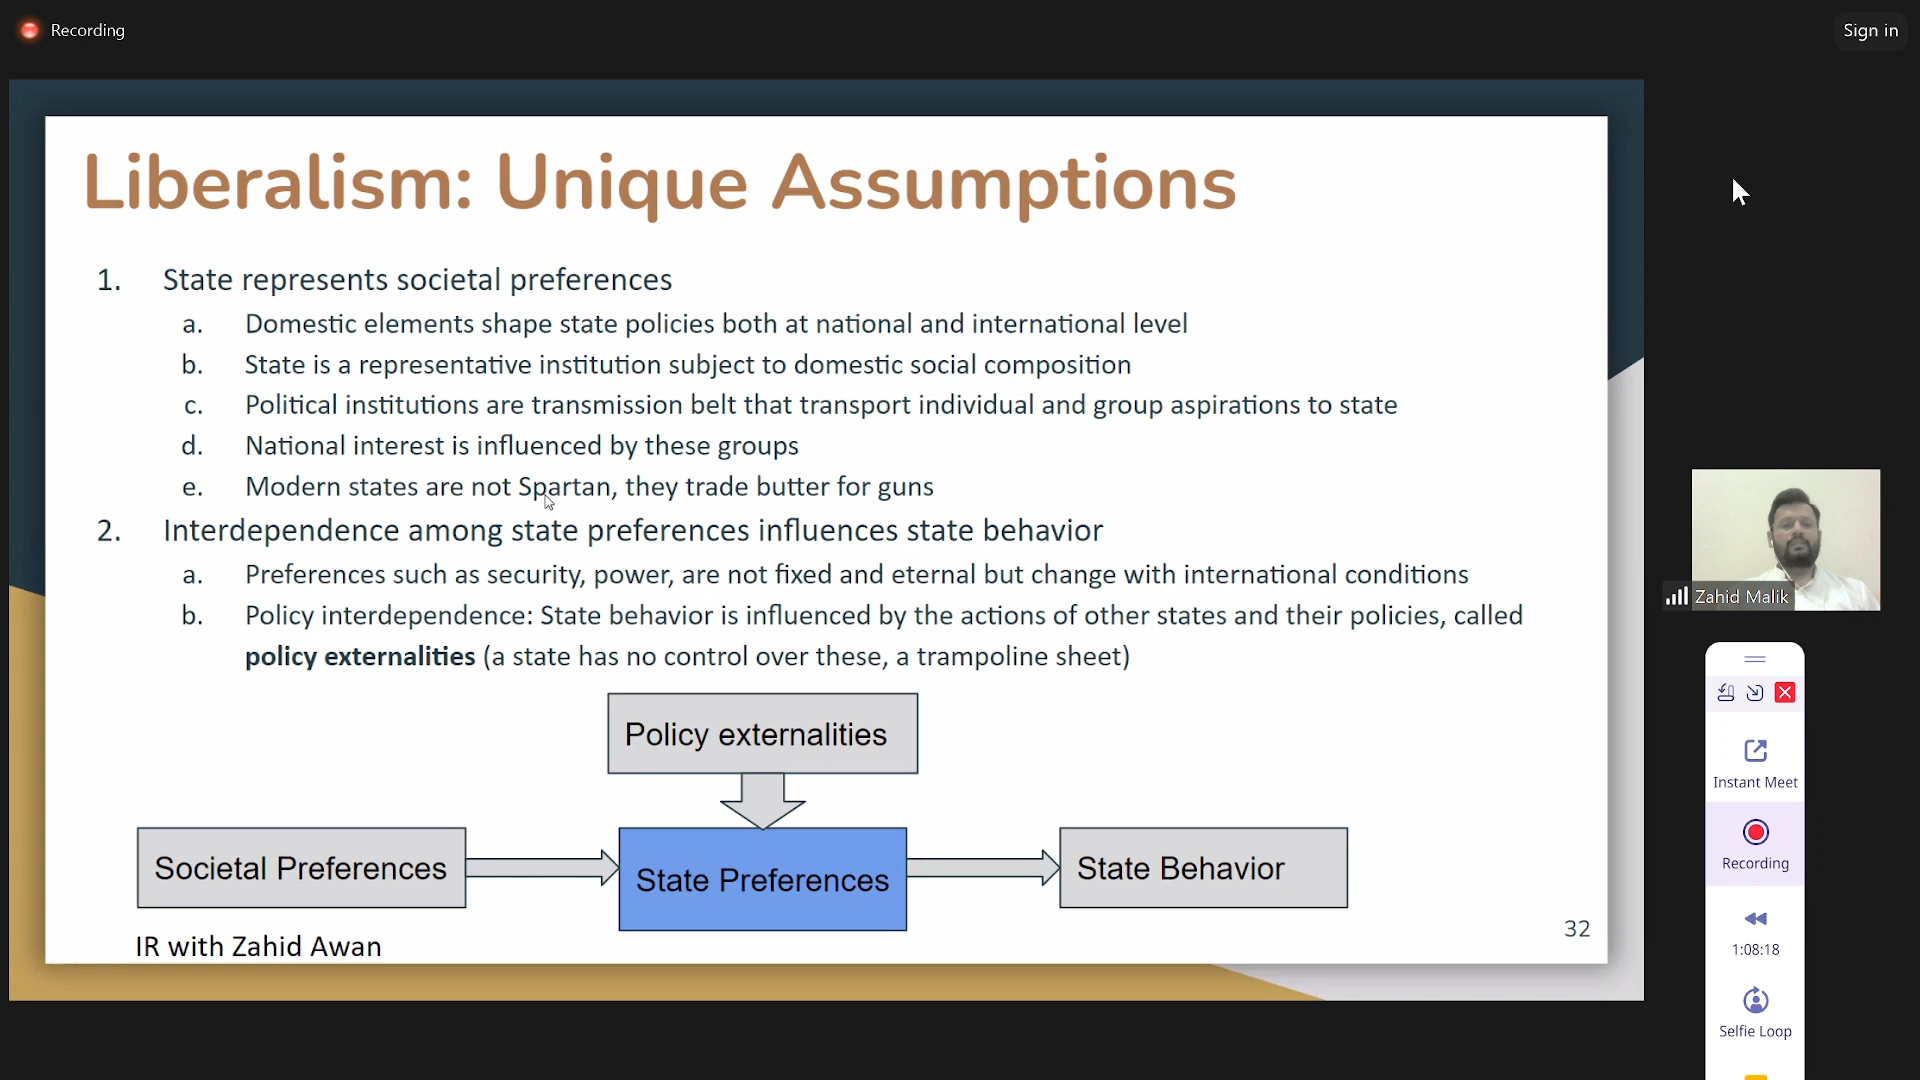 Recording
Sign in
Liberalism: Unique Assumptions
1. State represents societal preferences
a. Domestic elements shape state policies both at national and international level
b. State is a representative institution subject to domestic social composition
c. Political institutions are transmission belt that transport individual and group aspirations to state
d. National interest is influenced by these groups
e. Modern states are not Spartan, they trade butter for guns
2. Interdependence among state preferences influences state behavior
a. Preferences such as security, power, are not fixed and eternal but change with international conditions
b. Policy interdependence: State behavior is influenced by the actions of other states and their policies, called
policy externalities (a state has no control over these, a trampoline sheet)
Policy externalities
Societal Preferences
State Preferences
State Behavior
IR with Zahid Awan
32
Zahid Malik
Instant Meet
Recording
1:08:18
Selfie Loop